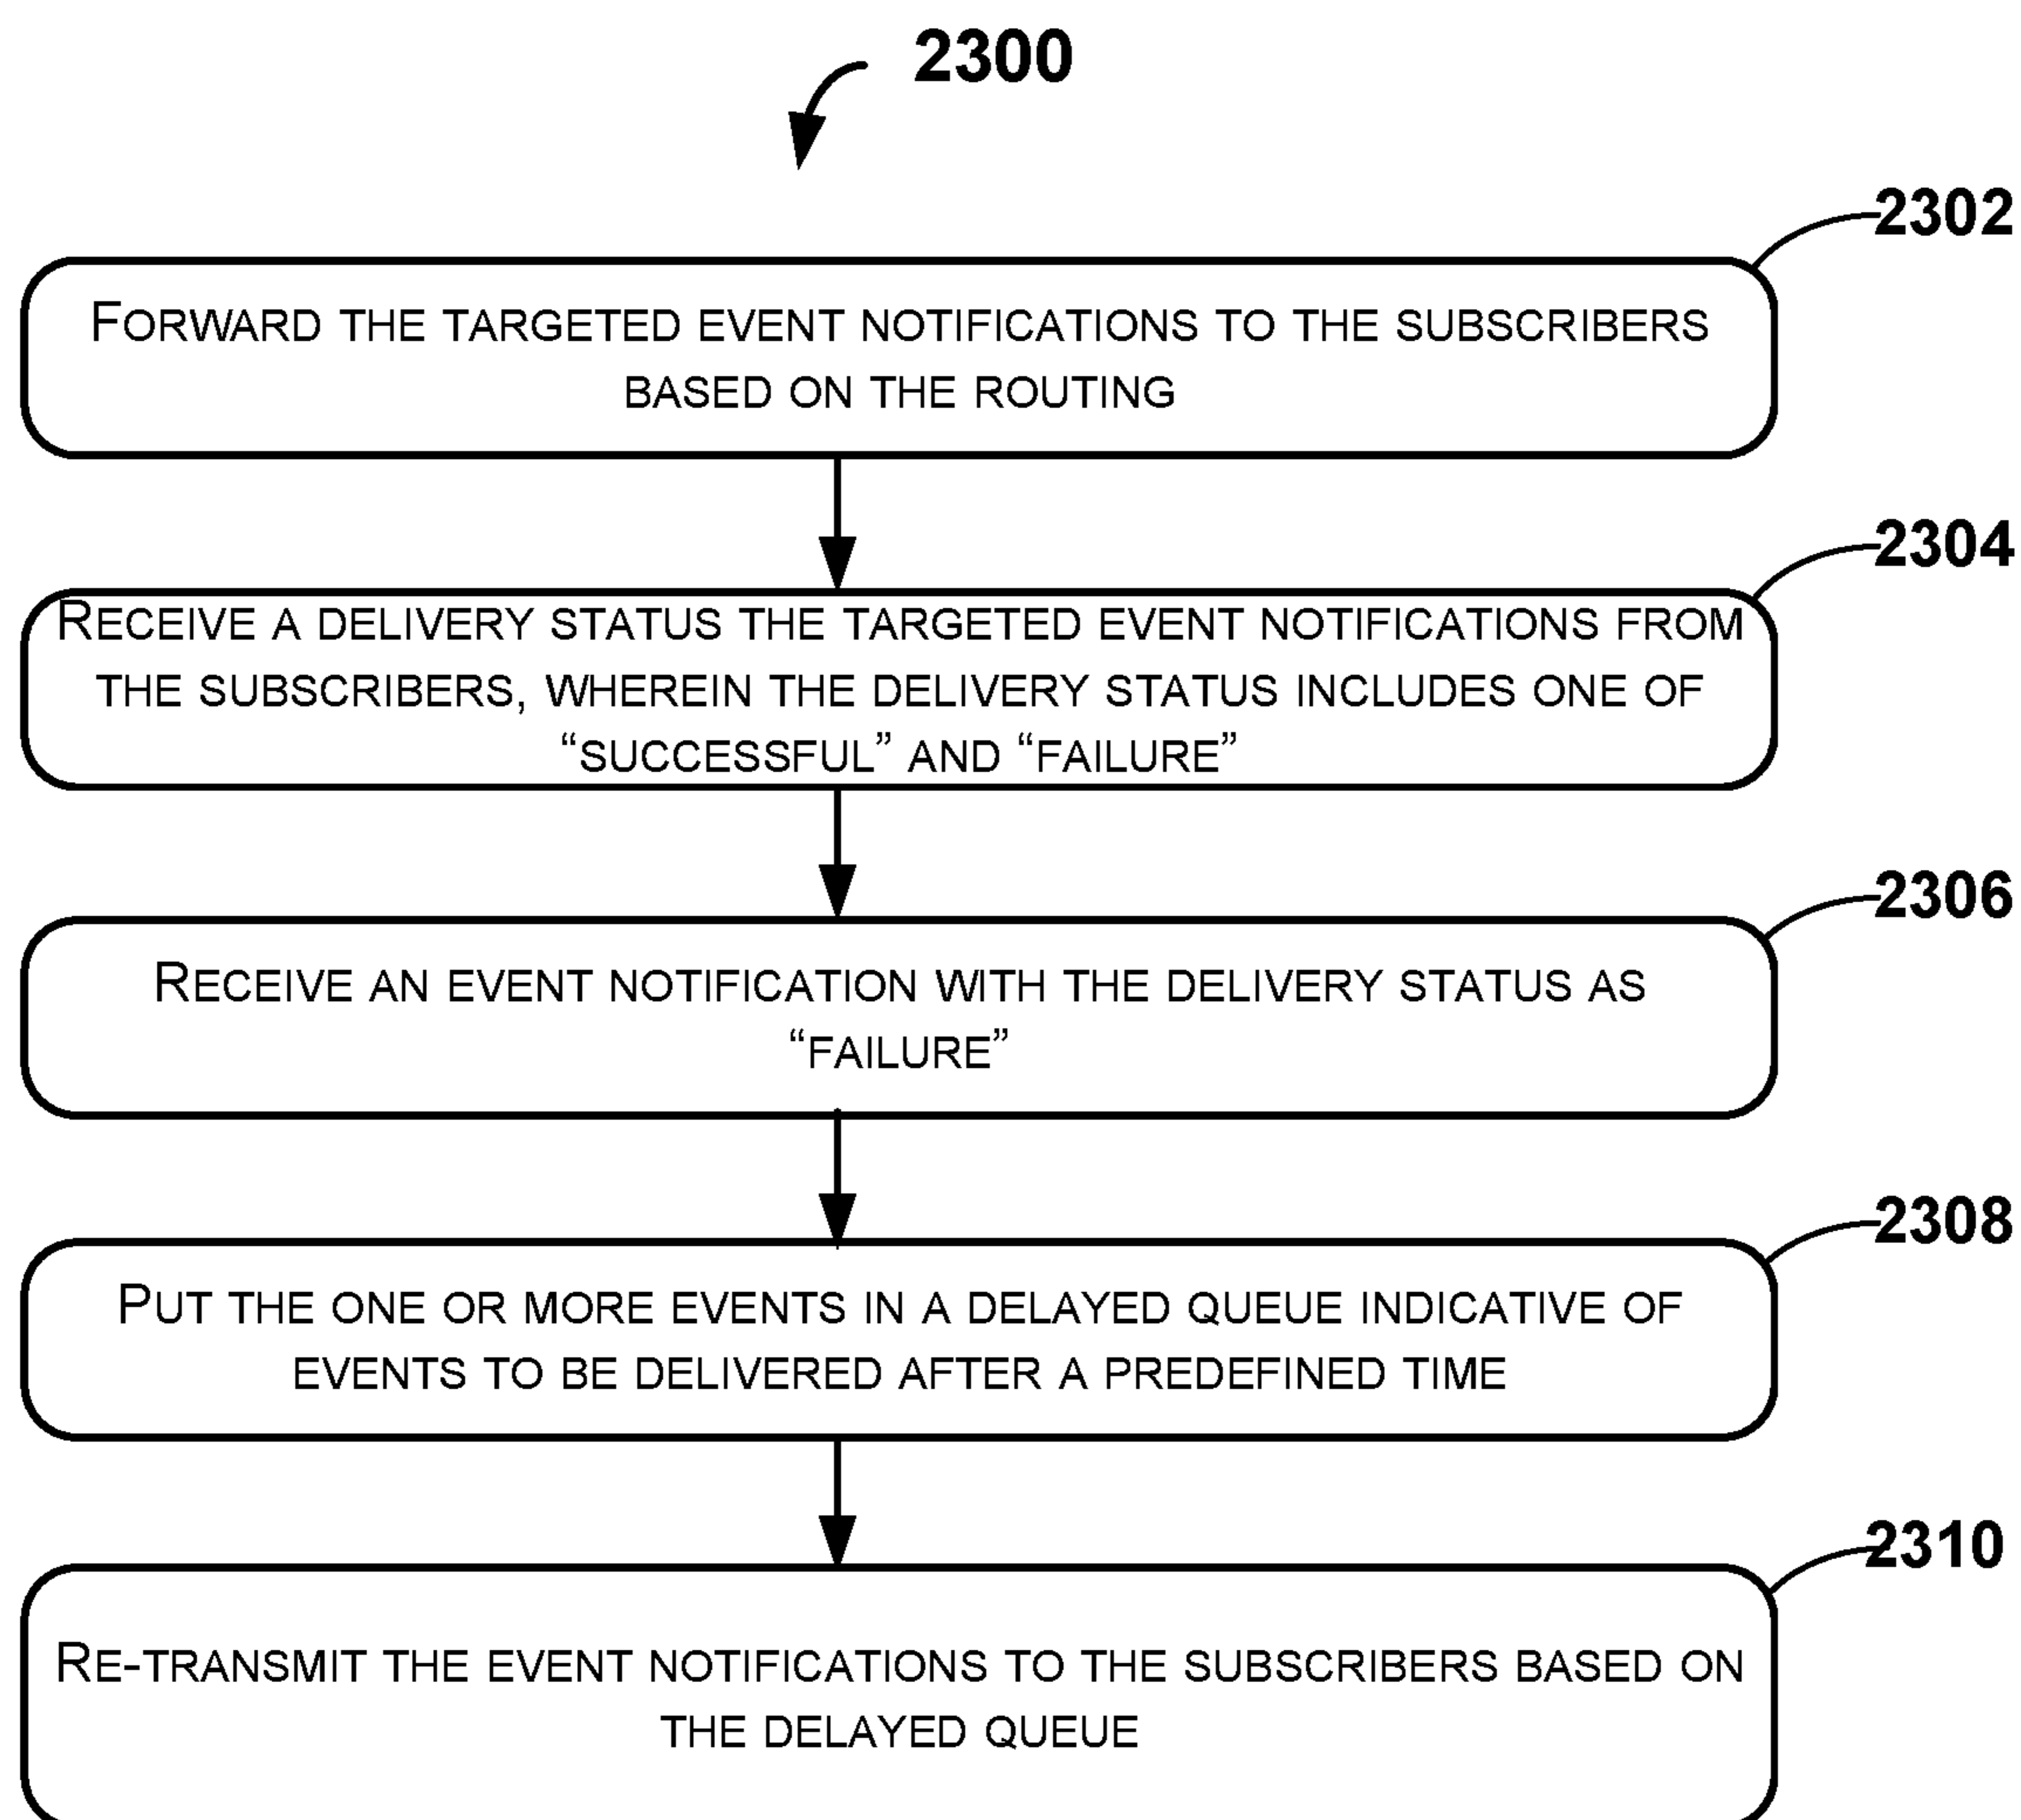 2300
2302
Forward the targeted event notifications to the subscribers
based on the routing
2304
Receive a delivery status the targeted event notifications from
the subscribers, wherein the delivery status includes one of
“successful” and “failure”
2306
Receive an event notification with the delivery status as
“failure”
2308
Put the one or more events in a delayed queue indicative of
events to be delivered after a predefined time
2310
Re-transmit the event notifications to the subscribers based on
the delayed queue